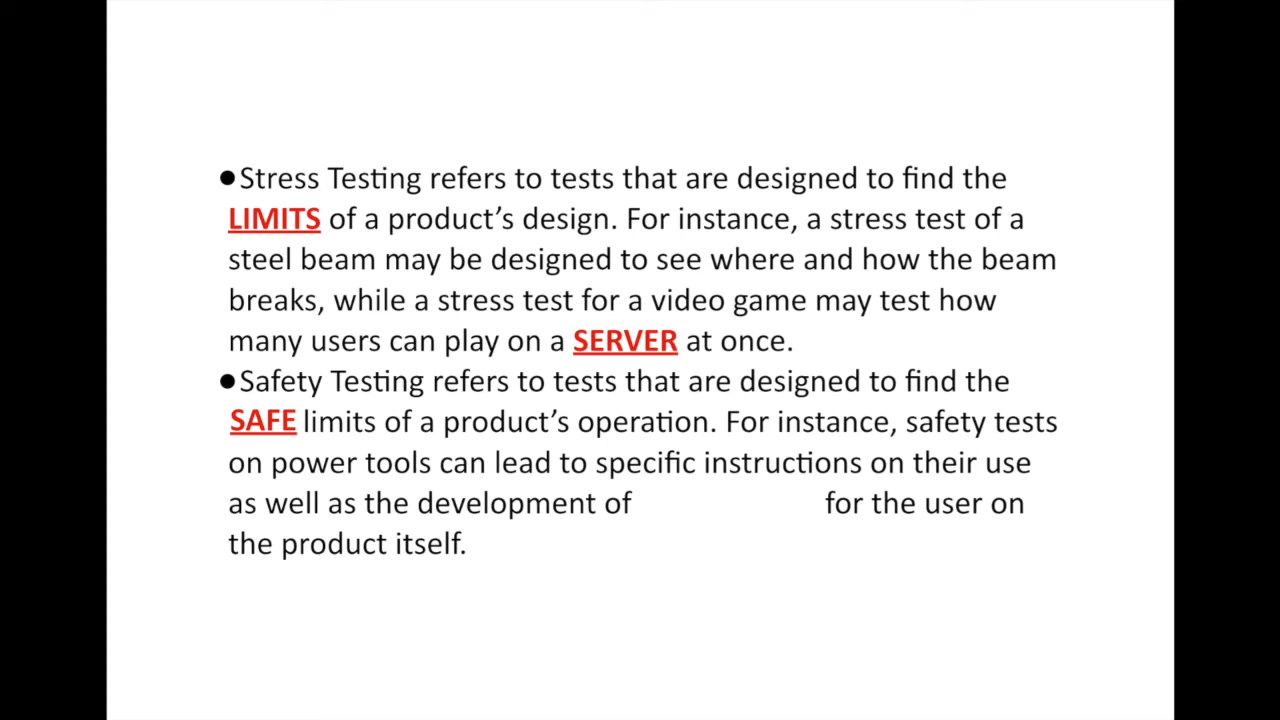 ●Stress Testing refers to tests that are designed to find the
LIMITS of a product’s design. For instance, a stress test of a
steel beam may be designed to see where and how the beam
breaks, while a stress test for a video game may test how
many users can play on a SERVER at once.
●Safety Testing refers to tests that are designed to find the
SAFE limits of a product’s operation. For instance, safety tests
on power tools can lead to specific instructions on their use
as well as the development of for the user on
the product itself.